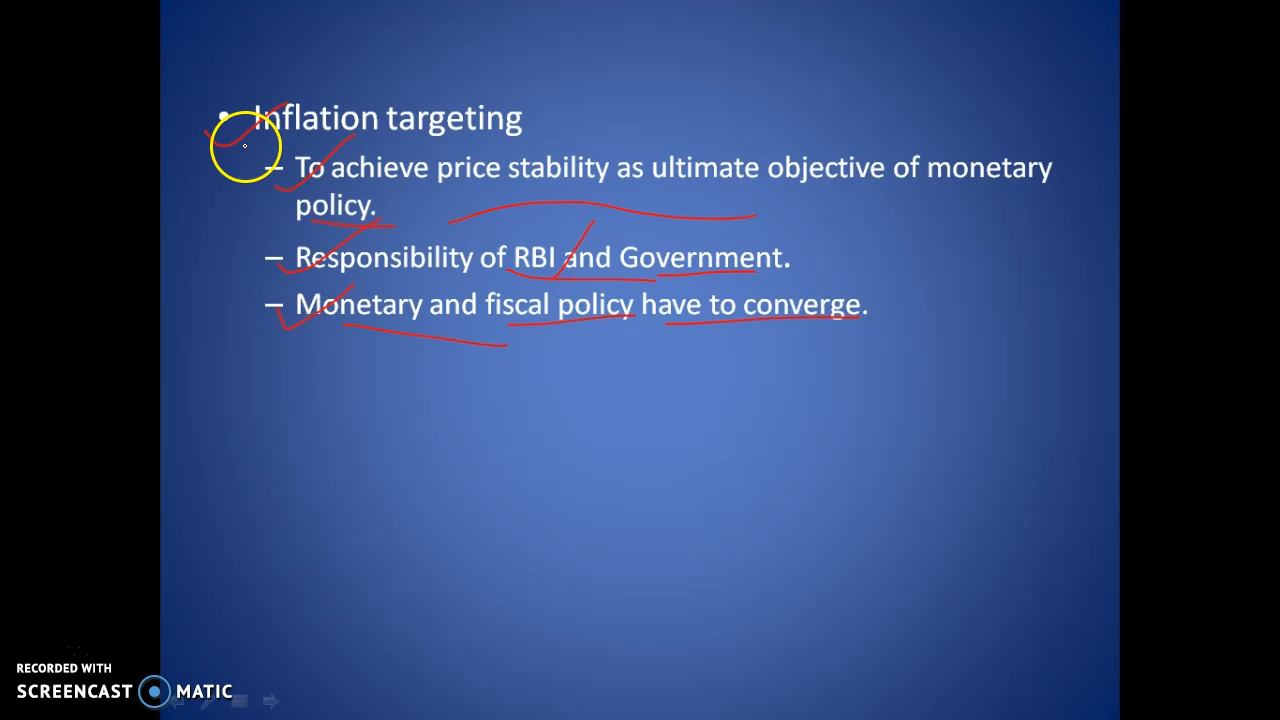 • Inflation targeting
– To achieve price stability as ultimate objective of monetary
policy.
– Responsibility of RBI and Government.
– Monetary and fiscal policy have to converge.
RECORDED WITH
SCREENCAST MATIC